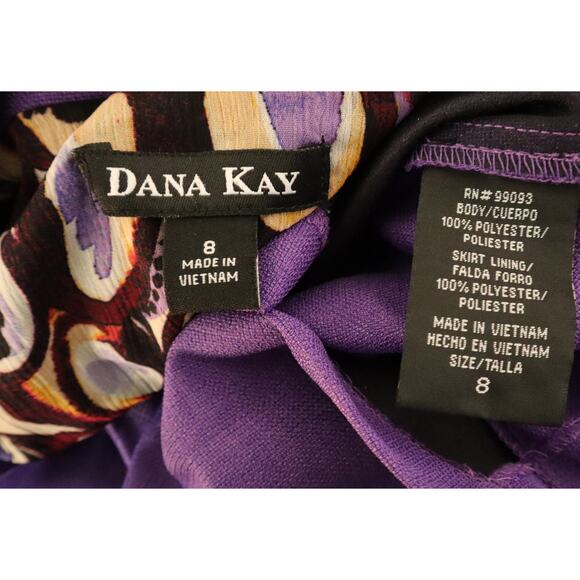 DANA KAY
8
MADE IN
VIETNAM
RN# 99093
BODY/CUERPO
100% POLYESTER/
POLIESTER
SKIRT LINING/
FALDA FORRO
100% POLYESTER/
POLIESTER
MADE IN VIETNAM
HECHO EN VIETNAM
SIZE/TALLA
8